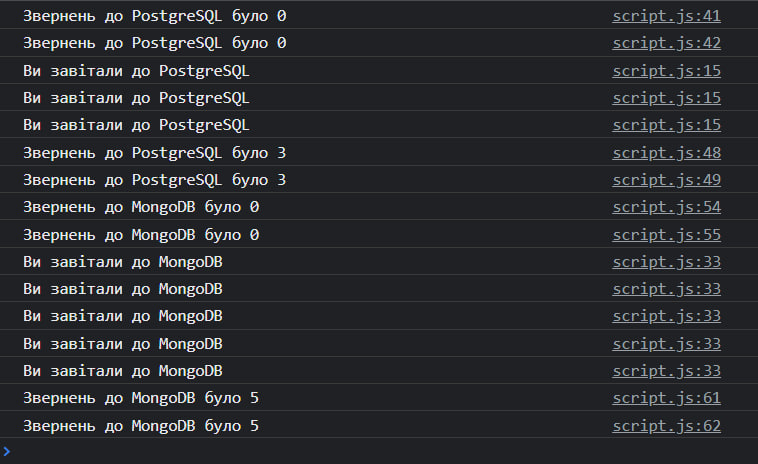 Звернень до PostgreSQL було 0 script.js:41
Звернень до PostgreSQL було 0 script.js:42
Ви завітали до PostgreSQL script.js:15
Ви завітали до PostgreSQL script.js:15
Ви завітали до PostgreSQL script.js:15
Звернень до PostgreSQL було 3 script.js:48
Звернень до PostgreSQL було 3 script.js:49
Звернень до MongoDB було 0 script.js:54
Звернень до MongoDB було 0 script.js:55
Ви завітали до MongoDB script.js:33
Ви завітали до MongoDB script.js:33
Ви завітали до MongoDB script.js:33
Ви завітали до MongoDB script.js:33
Ви завітали до MongoDB script.js:33
Звернень до MongoDB було 5 script.js:61
Звернень до MongoDB було 5 script.js:62